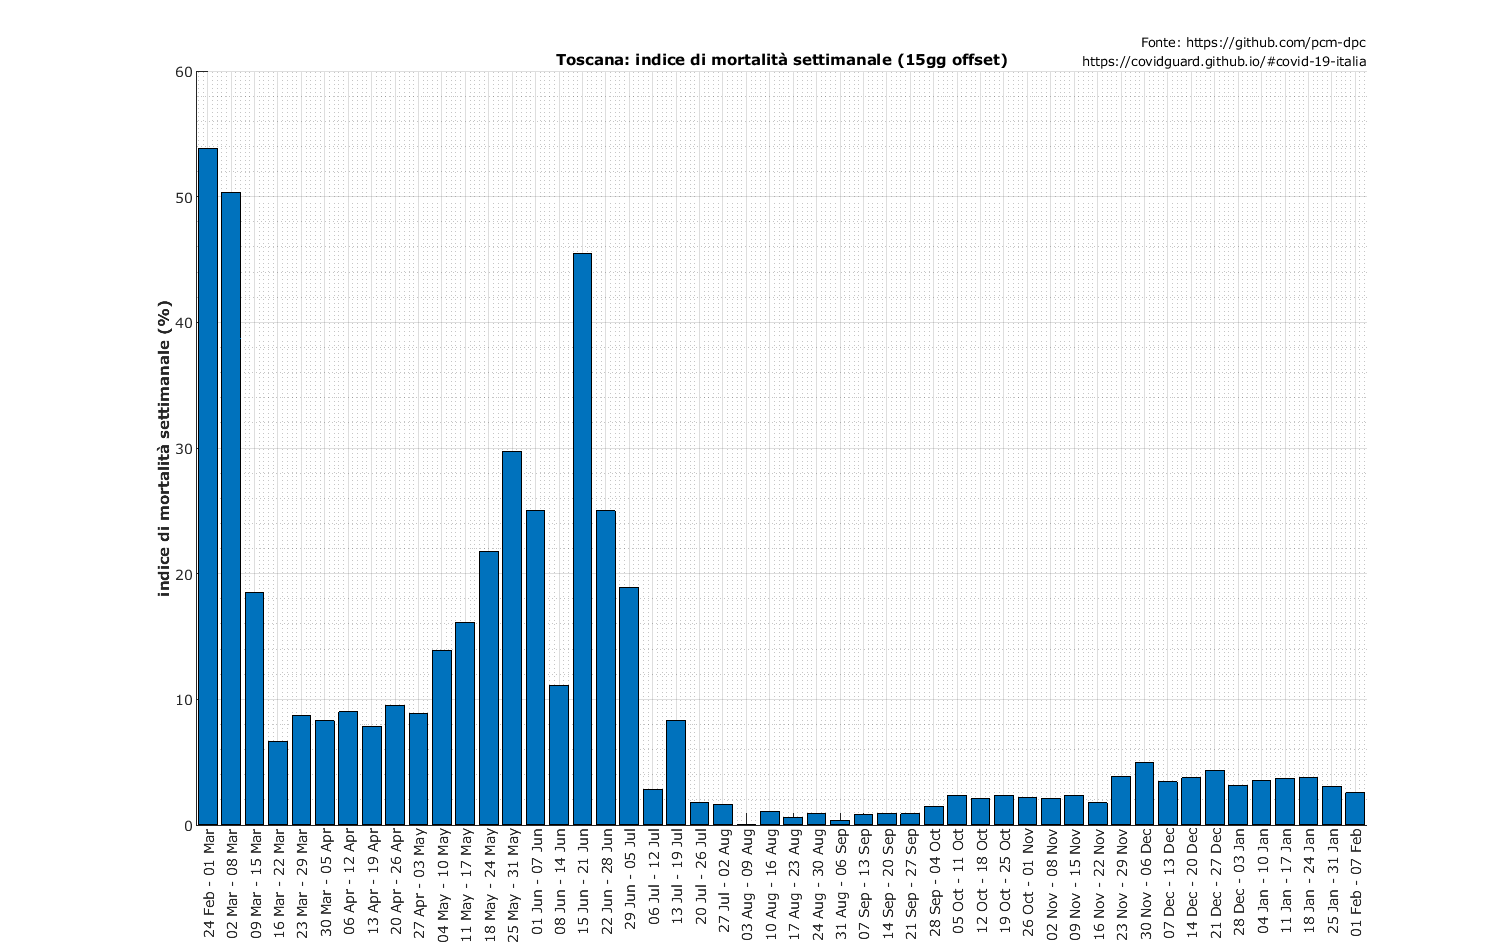 Fonte: https://github.com/pcm-dpc
Toscana: indice di mortalità settimanale (15gg offset)
https://covidguard.github.io/#covid-19-italia
indice di mortalità settimanale (%)
60
50
40
30
20
10
0
24 Feb - 01 Mar
02 Mar - 08 Mar
09 Mar - 15 Mar
16 Mar - 22 Mar
23 Mar - 29 Mar
30 Mar - 05 Apr
06 Apr - 12 Apr
13 Apr - 19 Apr
20 Apr - 26 Apr
27 Apr - 03 May
04 May - 10 May
11 May - 17 May
18 May - 24 May
25 May - 31 May
01 Jun - 07 Jun
08 Jun - 14 Jun
15 Jun - 21 Jun
22 Jun - 28 Jun
29 Jun - 05 Jul
06 Jul - 12 Jul
13 Jul - 19 Jul
20 Jul - 26 Jul
27 Jul - 02 Aug
03 Aug - 09 Aug
10 Aug - 16 Aug
17 Aug - 23 Aug
24 Aug - 30 Aug
31 Aug - 06 Sep
07 Sep - 13 Sep
14 Sep - 20 Sep
21 Sep - 27 Sep
28 Sep - 04 Oct
05 Oct - 11 Oct
12 Oct - 18 Oct
19 Oct - 25 Oct
26 Oct - 01 Nov
02 Nov - 08 Nov
09 Nov - 15 Nov
16 Nov - 22 Nov
23 Nov - 29 Nov
30 Nov - 06 Dec
07 Dec - 13 Dec
14 Dec - 20 Dec
21 Dec - 27 Dec
28 Dec - 03 Jan
04 Jan - 10 Jan
11 Jan - 17 Jan
18 Jan - 24 Jan
25 Jan - 31 Jan
01 Feb - 07 Feb